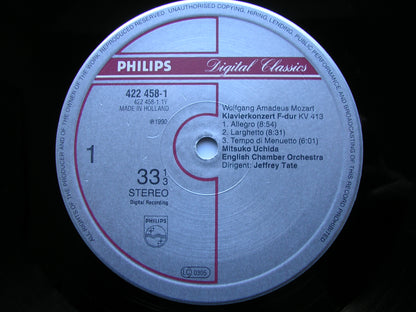 ALL RIGHTS OF THE PRODUCER AND OF THE OWNER OF THE WORK REPRODUCED RESERVED. UNAUTHORISED COPYING, HIRING, LENDING, PUBLIC PERFORMANCE AND BROADCASTING OF THIS RECORD PROHIBITED
PHILIPS
Digital Classics
422 458-1
422 458-1.1Y
MADE IN HOLLAND
℗ 1990
1
33 1/3
STEREO
Digital Recording
PHILIPS
Wolfgang Amadeus Mozart
Klavierkonzert F-dur KV 413
1. Allegro (8:54)
2. Larghetto (8:31)
3. Tempo di Menuetto (6:01)
Mitsuko Uchida
English Chamber Orchestra
Dirigent: Jeffrey Tate
LC 0305